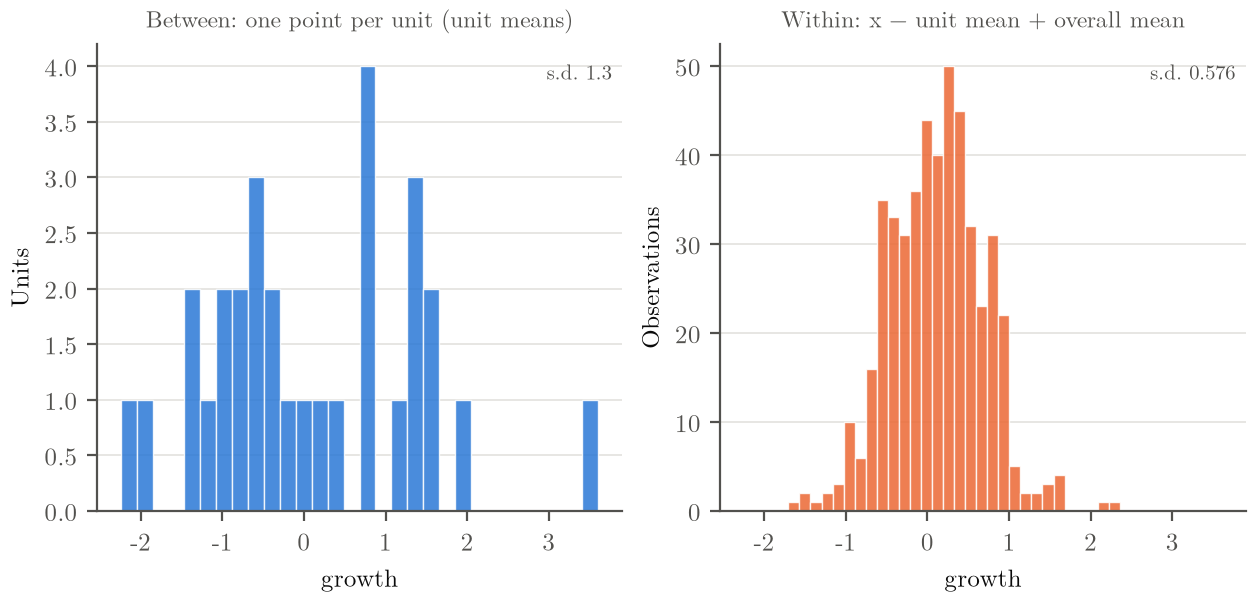 Between: one point per unit (unit means)
s.d. 1.3
Units
4.0
3.5
3.0
2.5
2.0
1.5
1.0
0.5
0.0
-2 -1 0 1 2 3
growth
Within: x − unit mean + overall mean
s.d. 0.576
Observations
50
40
30
20
10
0
-2 -1 0 1 2 3
growth